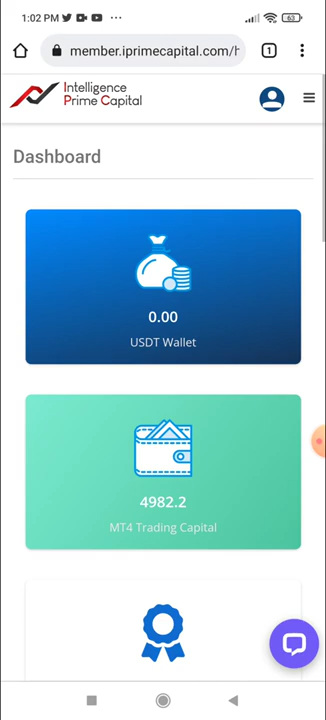 1:02 PM
63
member.iprimecapital.com/h
1
Intelligence
Prime Capital
Dashboard
0.00
USDT Wallet
4982.2
MT4 Trading Capital